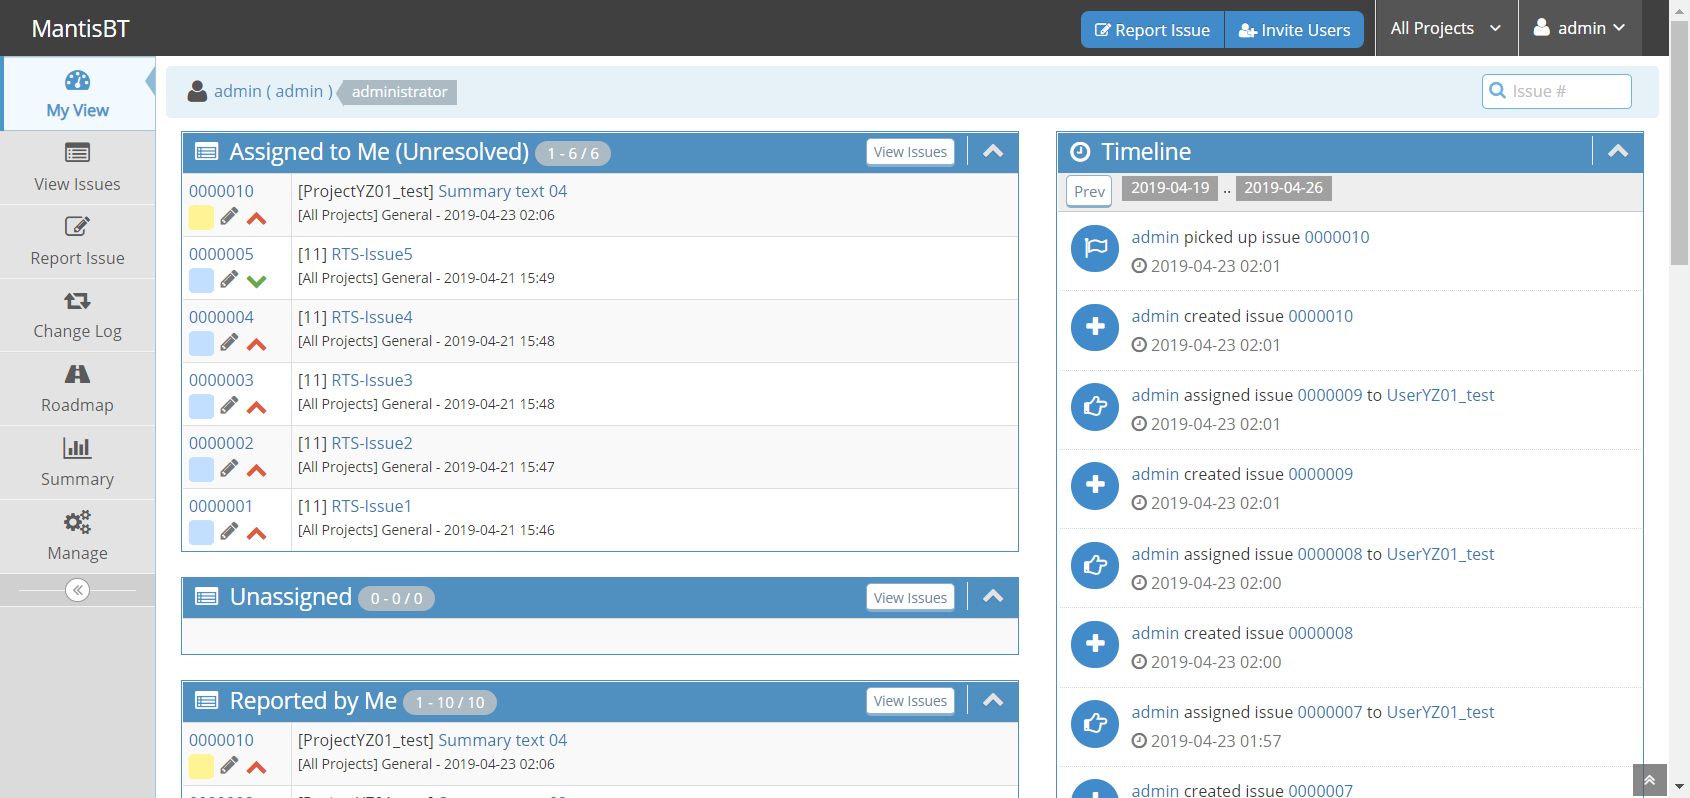 MantisBT
Report Issue
Invite Users
All Projects
admin
My View
View Issues
Report Issue
Change Log
Roadmap
Summary
Manage
admin ( admin )
administrator
Issue #
Assigned to Me (Unresolved) 1 - 6 / 6
View Issues
0000010
[ProjectYZ01_test] Summary text 04
[All Projects] General - 2019-04-23 02:06
0000005
[11] RTS-Issue5
[All Projects] General - 2019-04-21 15:49
0000004
[11] RTS-Issue4
[All Projects] General - 2019-04-21 15:48
0000003
[11] RTS-Issue3
[All Projects] General - 2019-04-21 15:48
0000002
[11] RTS-Issue2
[All Projects] General - 2019-04-21 15:47
0000001
[11] RTS-Issue1
[All Projects] General - 2019-04-21 15:46
Unassigned 0 - 0 / 0
View Issues
Reported by Me 1 - 10 / 10
View Issues
0000010
[ProjectYZ01_test] Summary text 04
[All Projects] General - 2019-04-23 02:06
Timeline
Prev 2019-04-19 .. 2019-04-26
admin picked up issue 0000010
2019-04-23 02:01
admin created issue 0000010
2019-04-23 02:01
admin assigned issue 0000009 to UserYZ01_test
2019-04-23 02:01
admin created issue 0000009
2019-04-23 02:01
admin assigned issue 0000008 to UserYZ01_test
2019-04-23 02:00
admin created issue 0000008
2019-04-23 02:00
admin assigned issue 0000007 to UserYZ01_test
2019-04-23 01:57
admin created issue 0000007